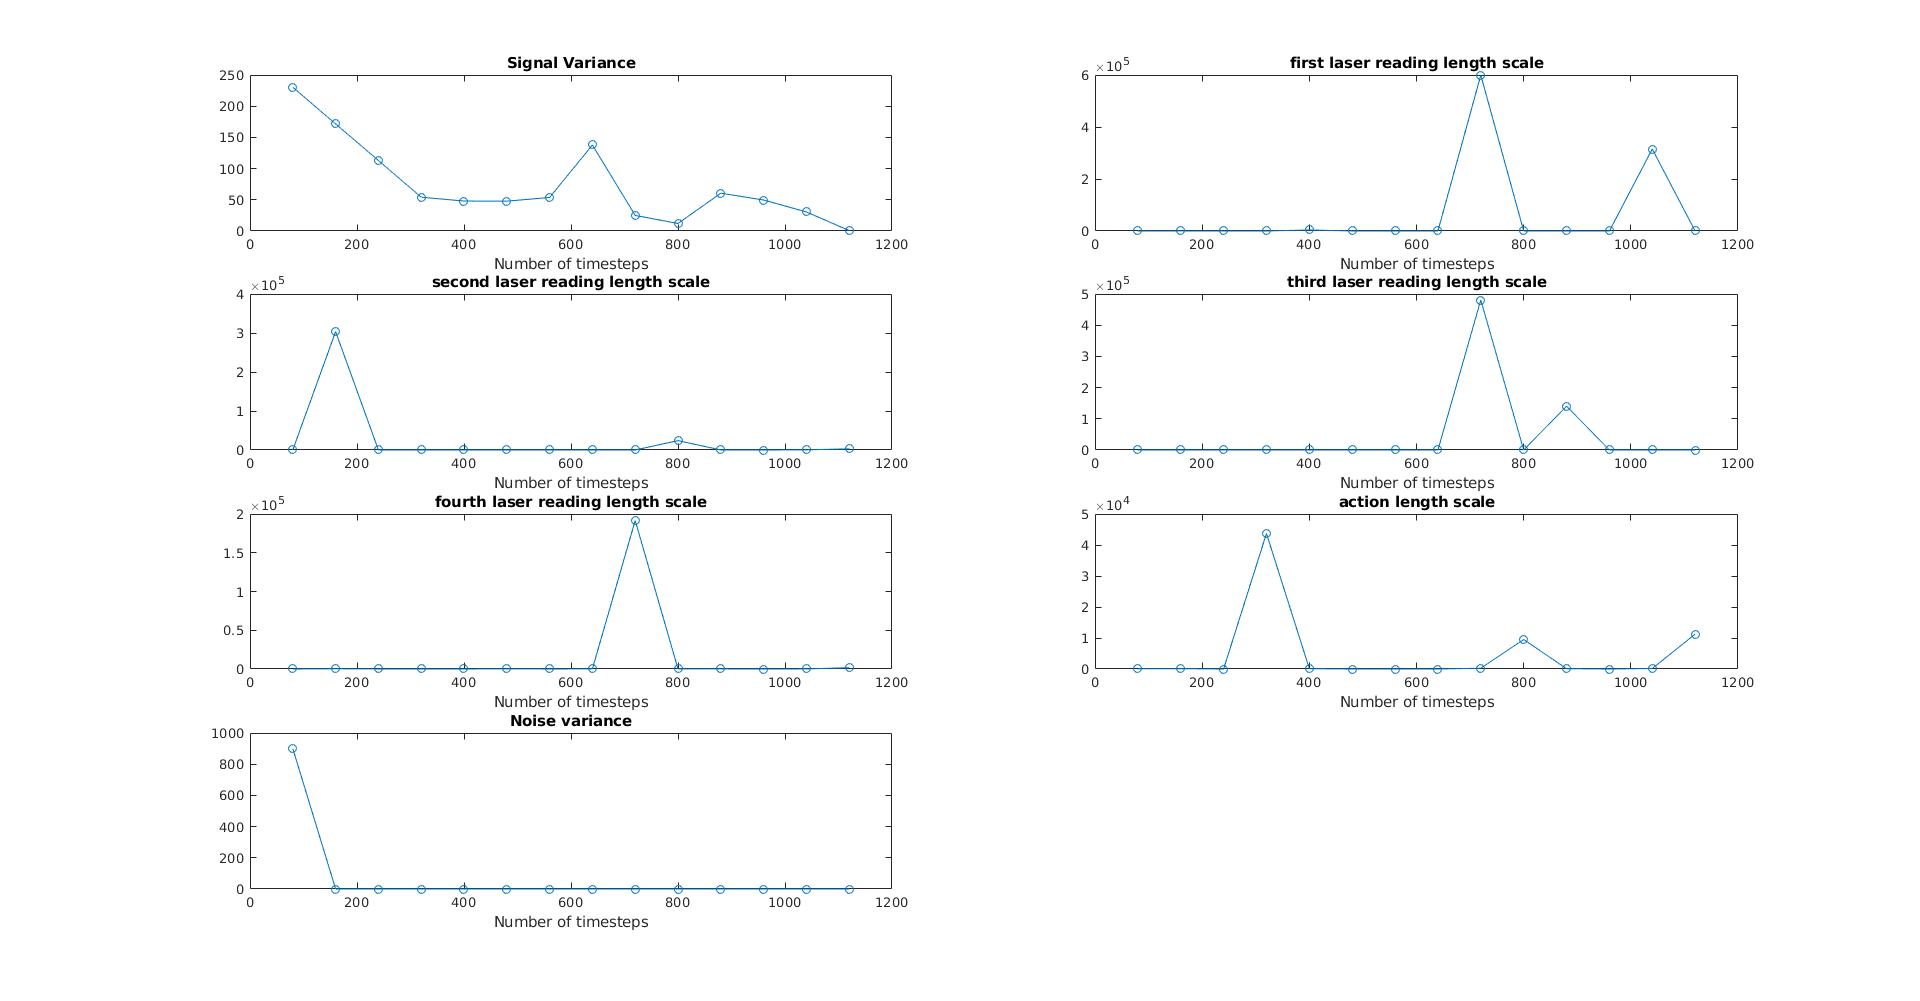 Signal Variance
250
200
150
100
50
0
0 200 400 600 800 1000 1200
Number of timesteps
first laser reading length scale
×10^5
6
4
2
0
0 200 400 600 800 1000 1200
Number of timesteps
second laser reading length scale
×10^5
4
3
2
1
0
0 200 400 600 800 1000 1200
Number of timesteps
third laser reading length scale
×10^5
5
4
3
2
1
0
0 200 400 600 800 1000 1200
Number of timesteps
fourth laser reading length scale
×10^5
2
1.5
1
0.5
0
0 200 400 600 800 1000 1200
Number of timesteps
action length scale
×10^4
5
4
3
2
1
0
0 200 400 600 800 1000 1200
Number of timesteps
Noise variance
1000
800
600
400
200
0
0 200 400 600 800 1000 1200
Number of timesteps